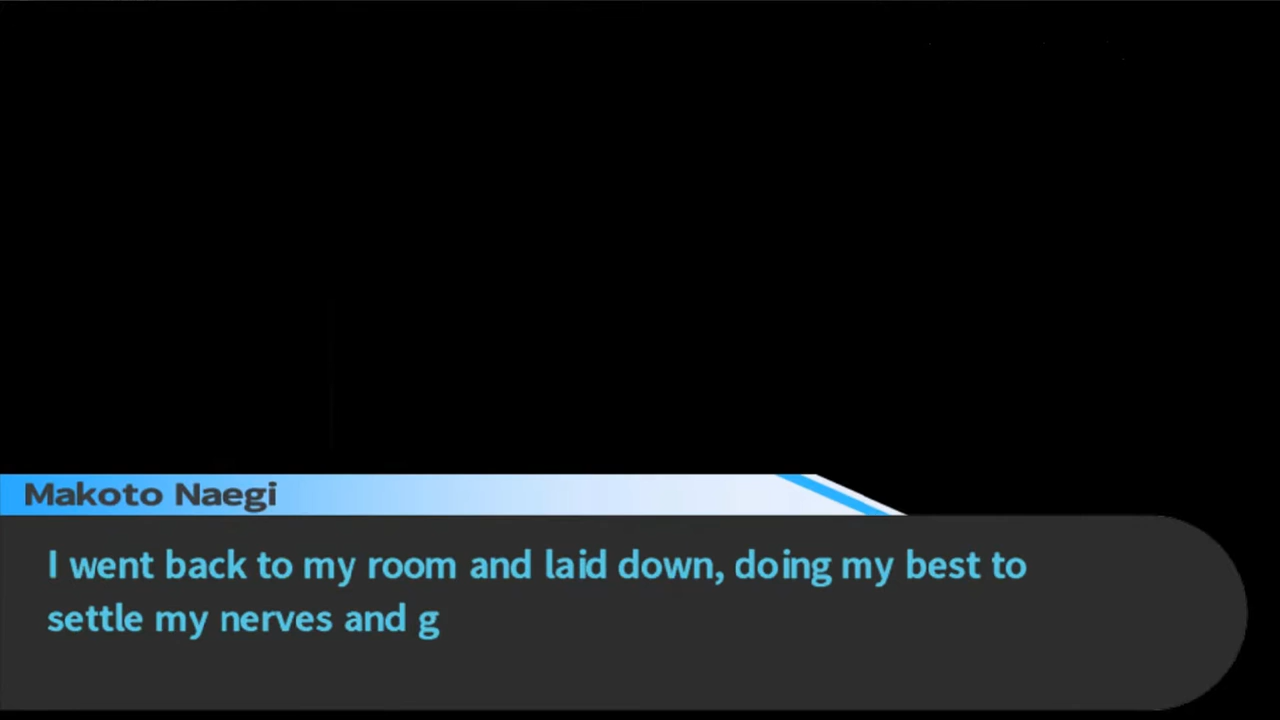 Makoto Naegi
I went back to my room and laid down, doing my best to
settle my nerves and g